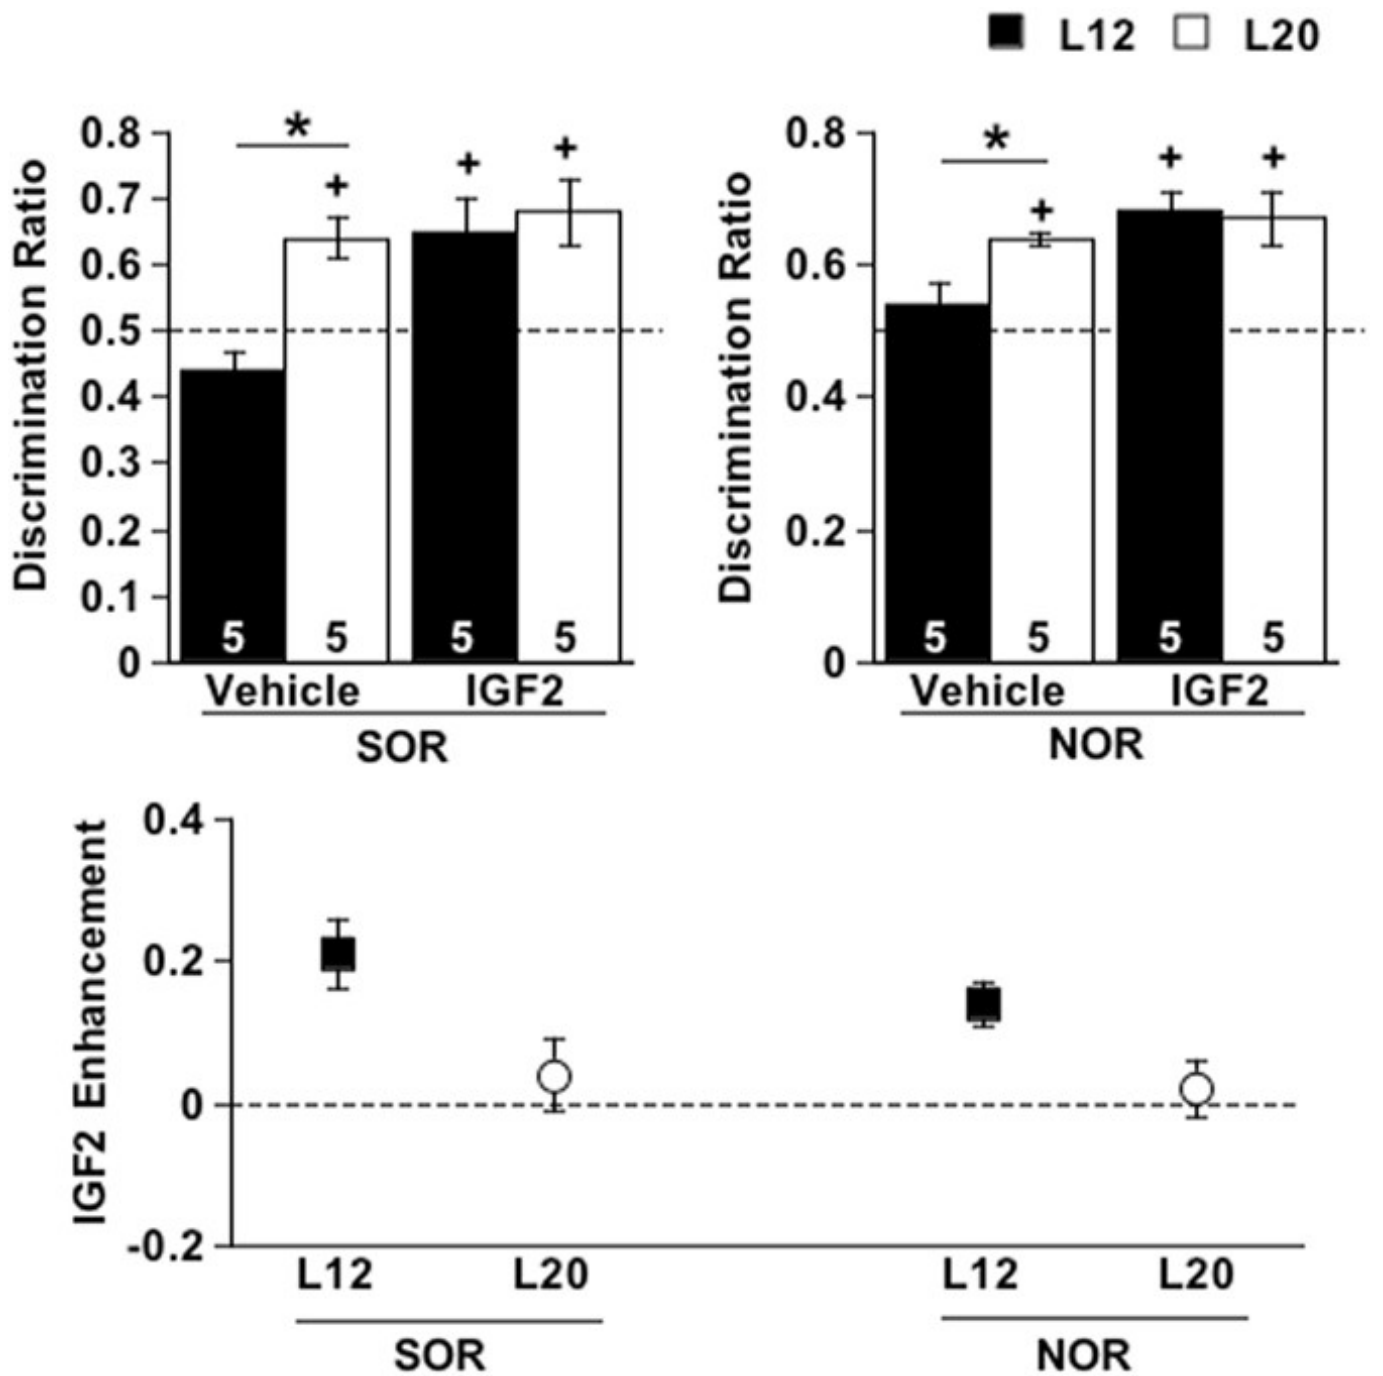 L12 L20
Discrimination Ratio
0.8
0.7
0.6
0.5
0.4
0.3
0.2
0.1
0
*
+
+
+
5 5 5 5
Vehicle IGF2
SOR
Discrimination Ratio
0.8
0.6
0.4
0.2
0
*
+
+
+
5 5 5 5
Vehicle IGF2
NOR
IGF2 Enhancement
0.4
0.2
0
-0.2
L12 L20 L12 L20
SOR NOR